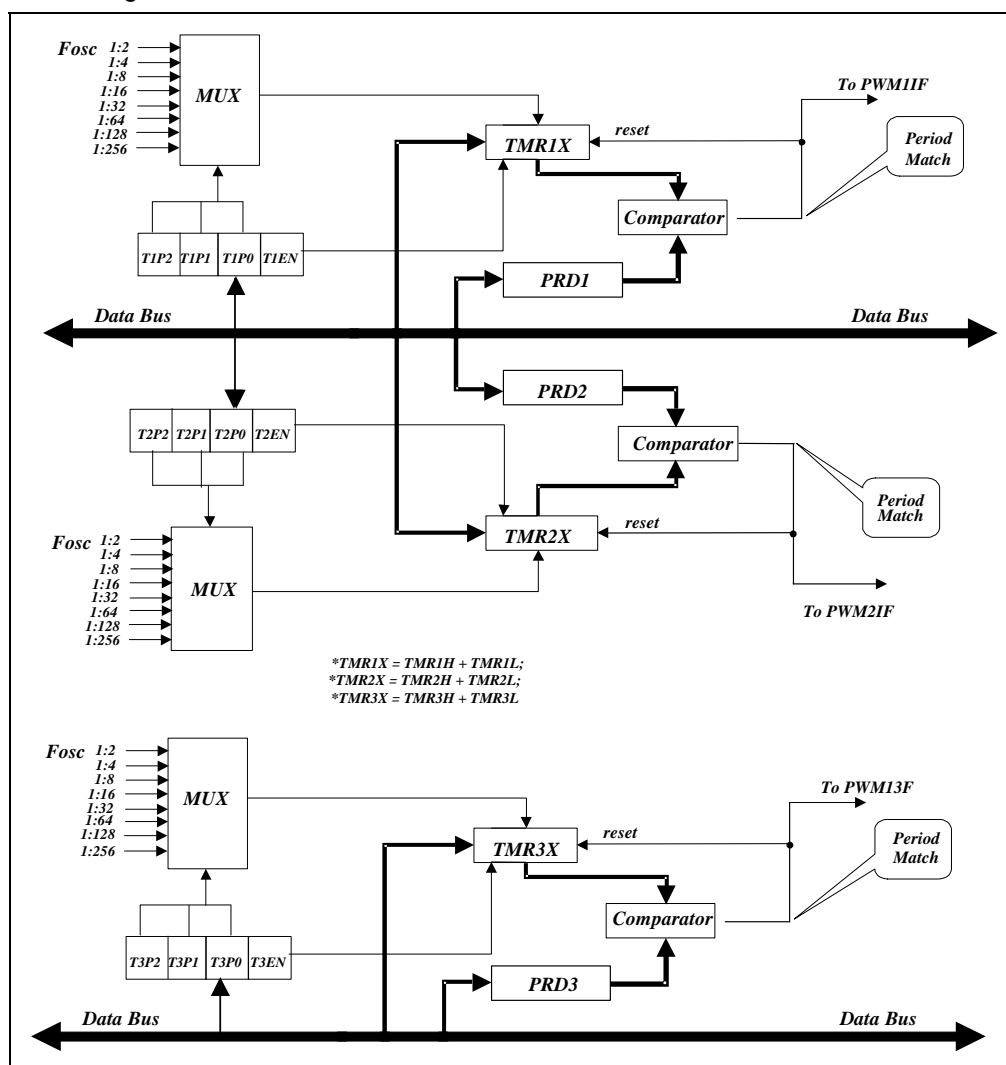 Fosc 1:2
1:4
1:8
1:16
1:32
1:64
1:128
1:256
MUX
To PWM1IF
TMR1X
reset
Period
Match
Comparator
T1P2 T1P1 T1P0 T1EN
PRD1
Data Bus Data Bus
PRD2
T2P2 T2P1 T2P0 T2EN
Comparator
Period
Match
TMR2X
reset
Fosc 1:2
1:4
1:8
1:16
1:32
1:64
1:128
1:256
MUX
To PWM2IF
*TMR1X = TMR1H + TMR1L;
*TMR2X = TMR2H + TMR2L;
*TMR3X = TMR3H + TMR3L
Fosc 1:2
1:4
1:8
1:16
1:32
1:64
1:128
1:256
MUX
To PWM13F
TMR3X
reset
Period
Match
Comparator
T3P2 T3P1 T3P0 T3EN
PRD3
Data Bus Data Bus